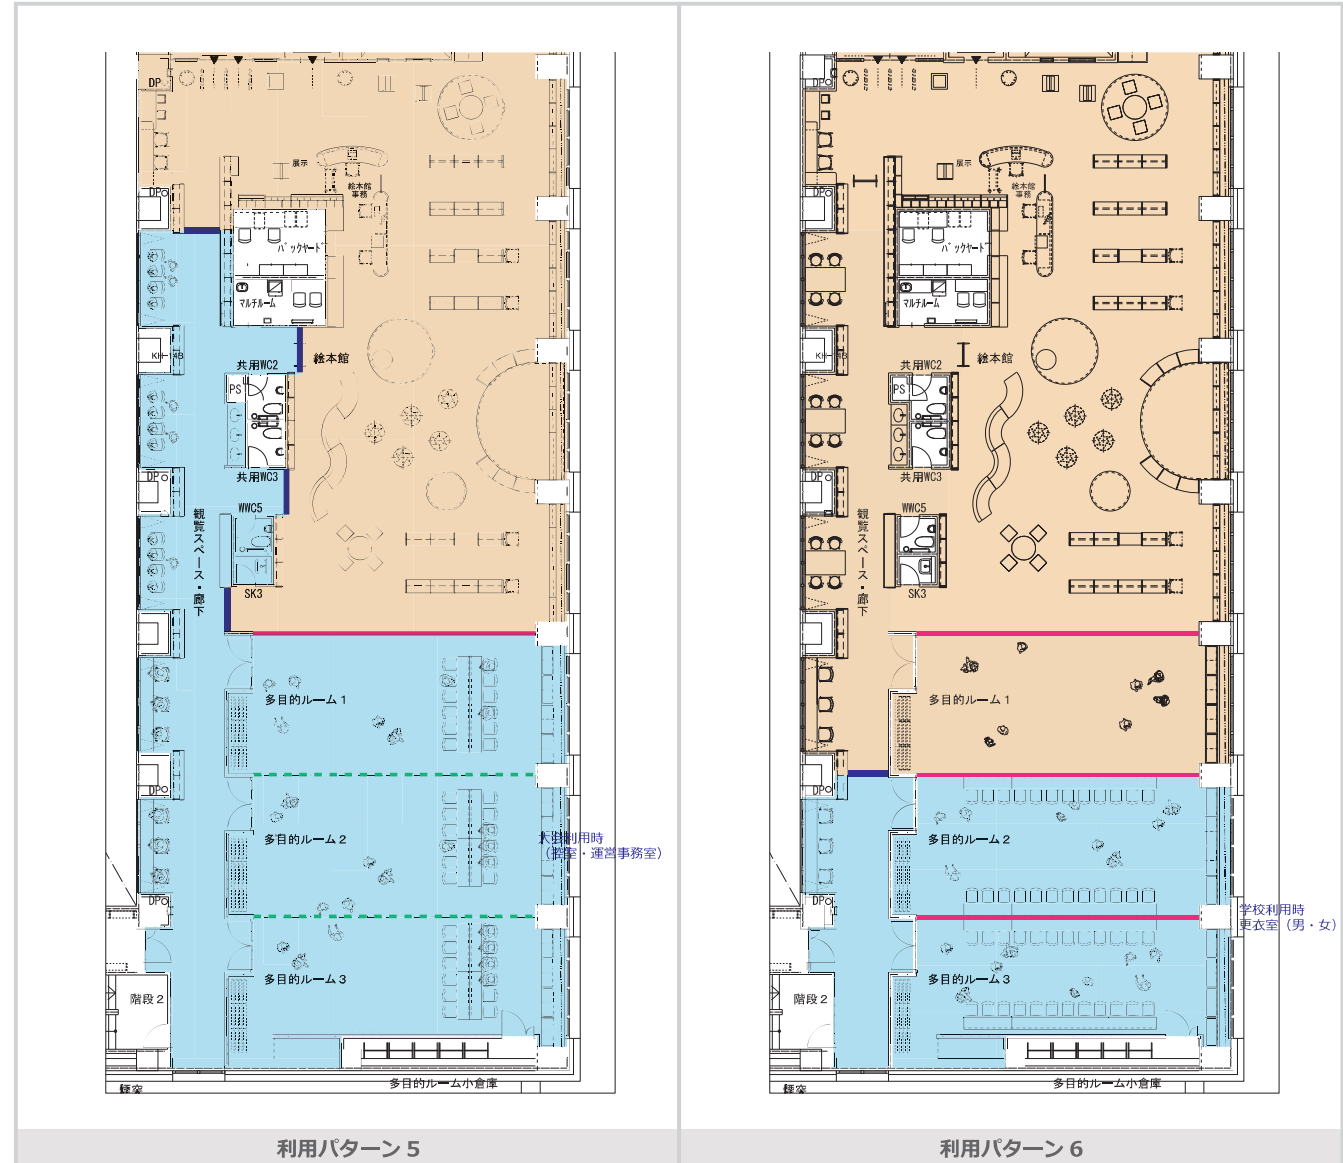 DP
展示
絵本館
事務
DP
バックヤード
マルチルーム
KH-14B
共用WC2
絵本館
PS
共用WC3
DP
WWC5
観覧スペース・廊下
SK3
多目的ルーム1
DP
多目的ルーム2
大会利用時
(控室・運営事務室)
DP
多目的ルーム3
階段2
多目的ルーム小倉庫
煙突
利用パターン5
DP
展示
絵本館
事務
DP
バックヤード
マルチルーム
KH-14B
共用WC2
絵本館
PS
共用WC3
DP
WWC5
観覧スペース・廊下
SK3
多目的ルーム1
DP
多目的ルーム2
DP
学校利用時
更衣室(男・女)
多目的ルーム3
階段2
多目的ルーム小倉庫
煙突
利用パターン6